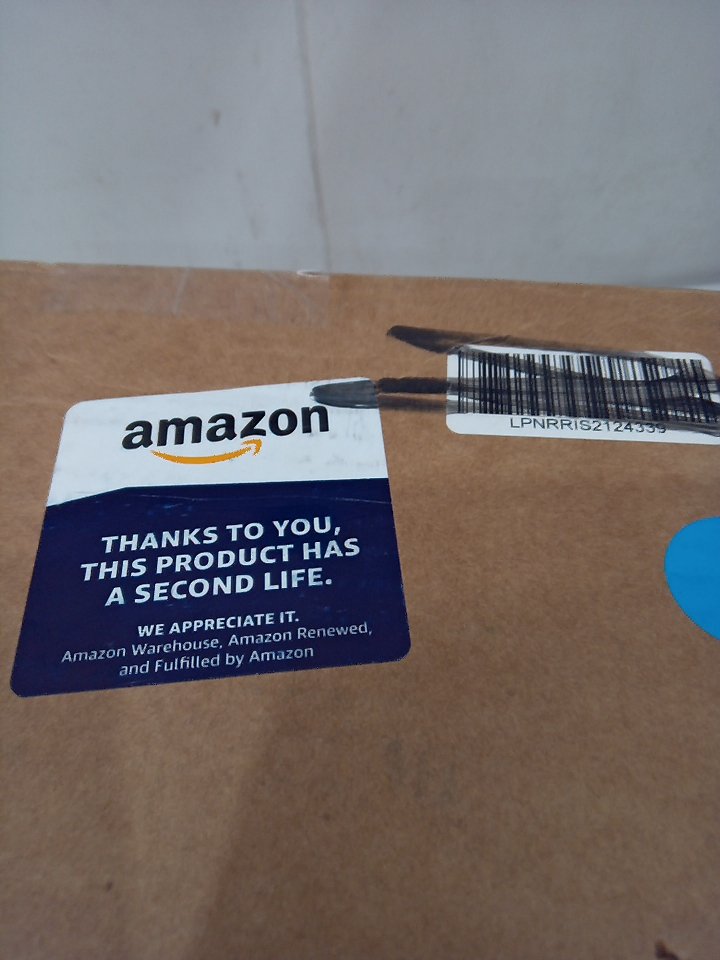 amazon
LPNRRIS2124339
THANKS TO YOU,
THIS PRODUCT HAS
A SECOND LIFE.
WE APPRECIATE IT.
Amazon Warehouse, Amazon Renewed,
and Fulfilled by Amazon